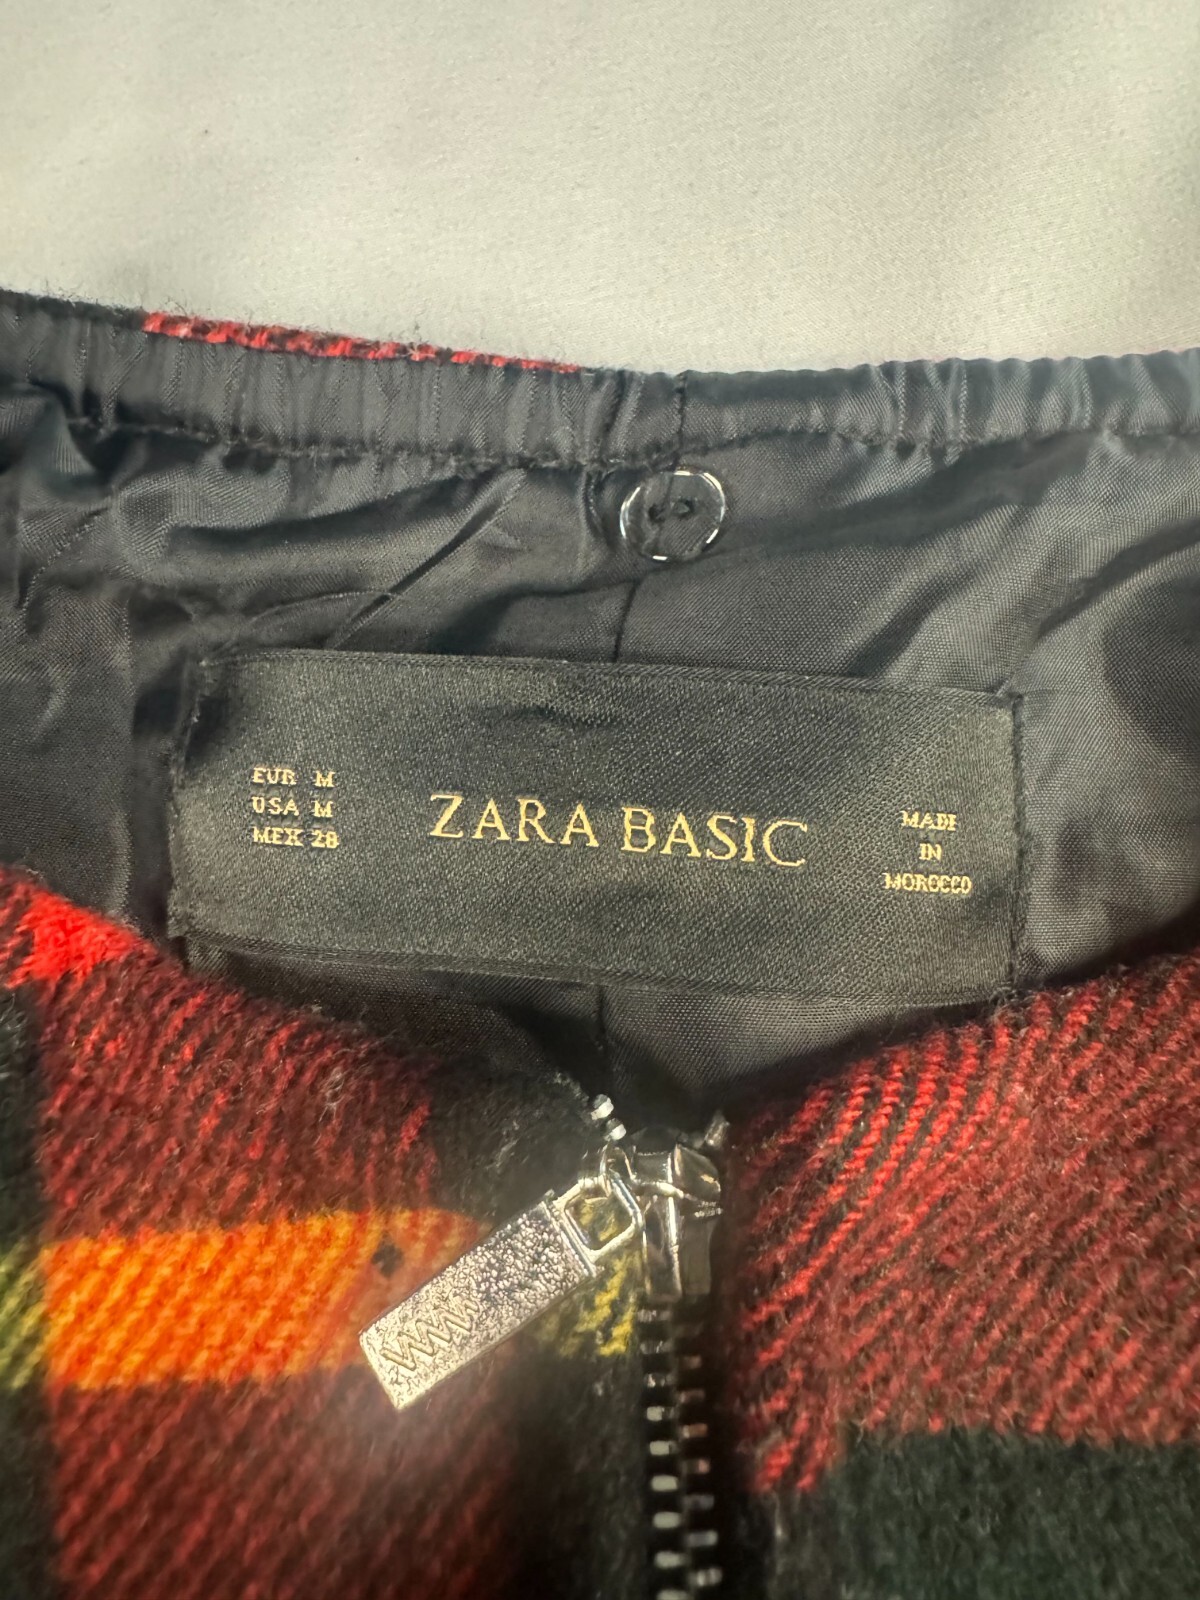 EUR M
USA M
MEX 28
ZARA BASIC
MADE
IN
MOROCCO